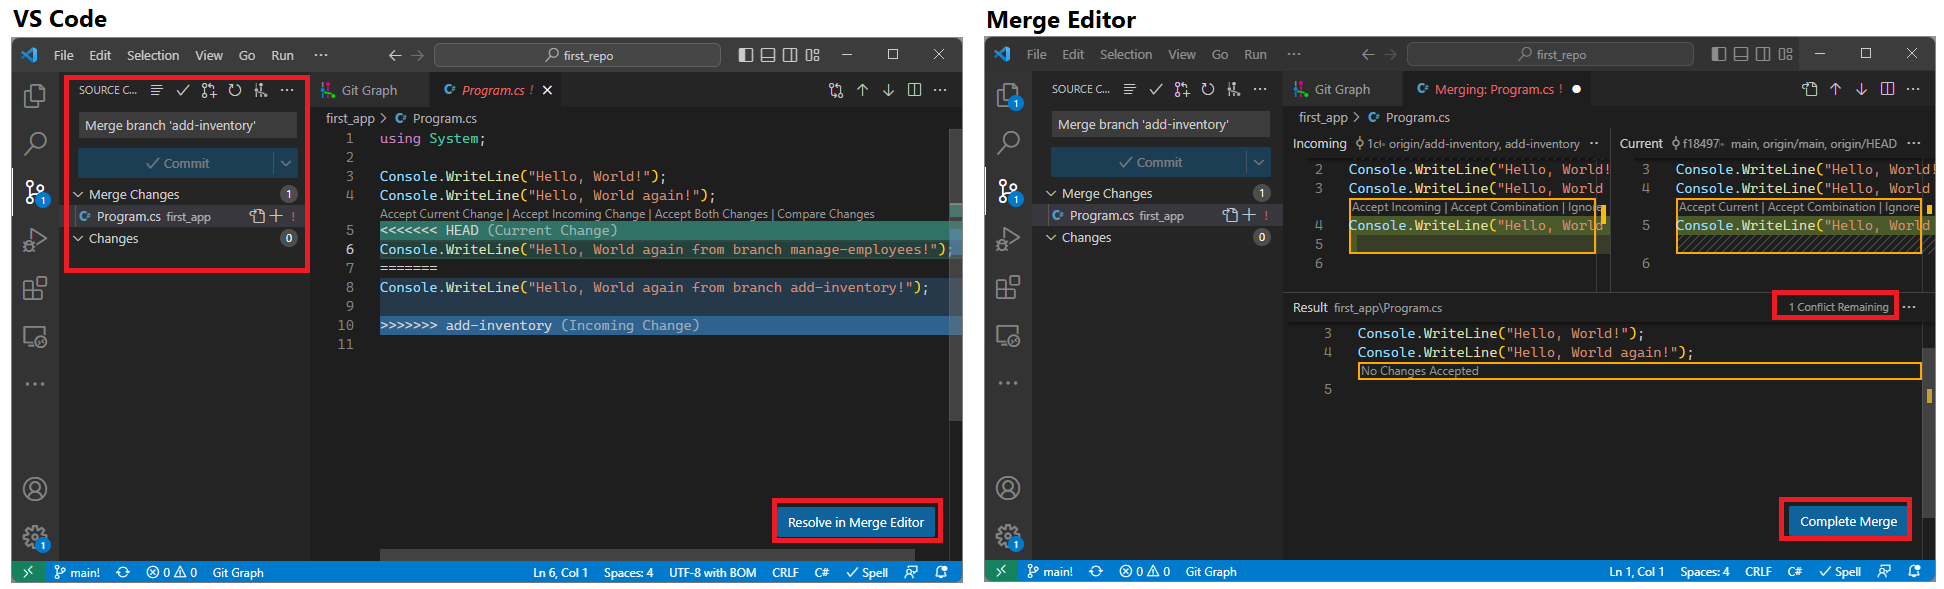 VS Code
File Edit Selection View Go Run ··· first_repo
SOURCE C... ···
Git Graph
Program.cs !
Merge branch 'add-inventory'
Commit
Merge Changes 1
Program.cs first_app !
Changes 0
1
1
first_app > Program.cs
1 using System;
2
3 Console.WriteLine("Hello, World!");
4 Console.WriteLine("Hello, World again!");
Accept Current Change | Accept Incoming Change | Accept Both Changes | Compare Changes
5 <<<<<<< HEAD (Current Change)
6 Console.WriteLine("Hello, World again from branch manage-employees!");
7 =======
8 Console.WriteLine("Hello, World again from branch add-inventory!");
9
10 >>>>>>> add-inventory (Incoming Change)
11
Resolve in Merge Editor
main! 0 0 Git Graph Ln 6, Col 1 Spaces: 4 UTF-8 with BOM CRLF C# Spell
Merge Editor
File Edit Selection View Go Run ··· first_repo
SOURCE C... ···
Git Graph
Merging: Program.cs ! ●
Merge branch 'add-inventory'
Commit
Merge Changes 1
Program.cs first_app !
Changes 0
1
1
1
first_app > Program.cs
Incoming origin/add-inventory, add-inventory
2 Console.WriteLine("Hello, World!
3 Console.WriteLine("Hello, World
Accept Incoming | Accept Combination | Ignore
4 Console.WriteLine("Hello, World
5
6
Current f18497 main, origin/main, origin/HEAD ···
3 Console.WriteLine("Hello, World!
4 Console.WriteLine("Hello, World
Accept Current | Accept Combination | Ignore
5 Console.WriteLine("Hello, World
6
Result first_app\Program.cs 1 Conflict Remaining ···
3 Console.WriteLine("Hello, World!");
4 Console.WriteLine("Hello, World again!");
No Changes Accepted
5
Complete Merge
main! 0 0 Git Graph Ln 1, Col 1 Spaces: 4 CRLF C# Spell